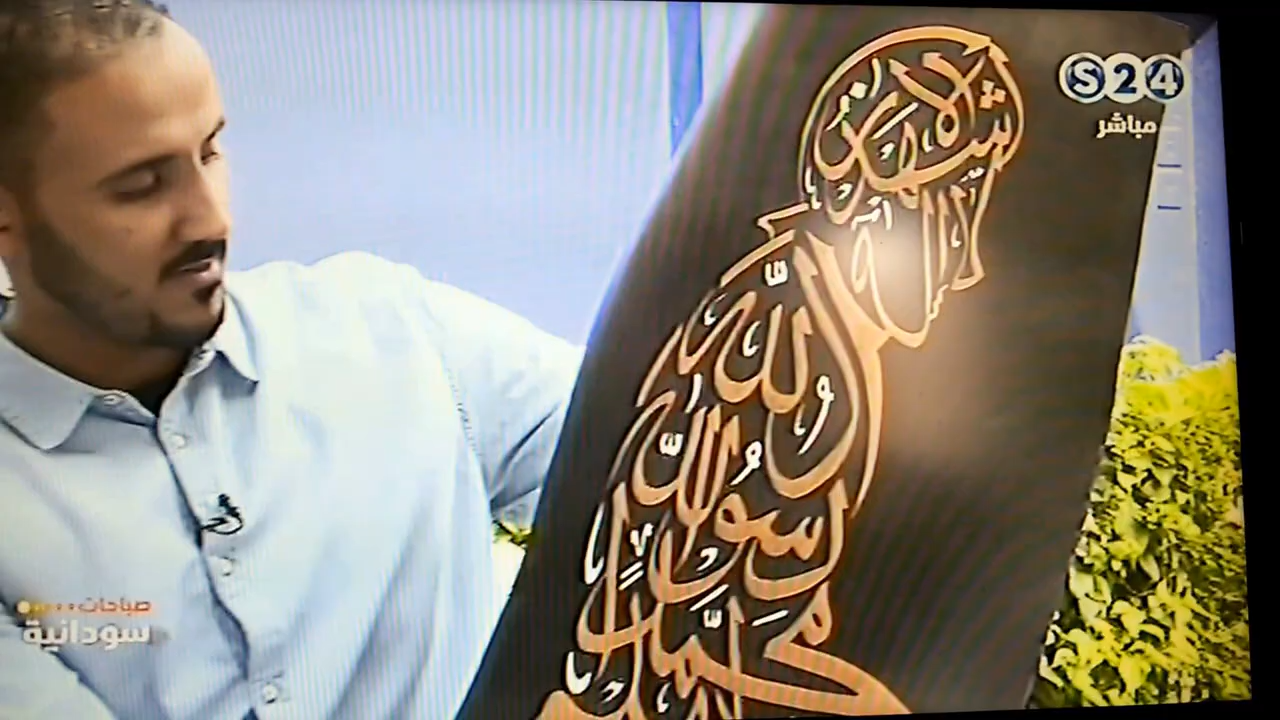 S24
مباشر
أشهد أن لا
إله
إلا الله
محمد
رسول الله
صباحات
سودانية